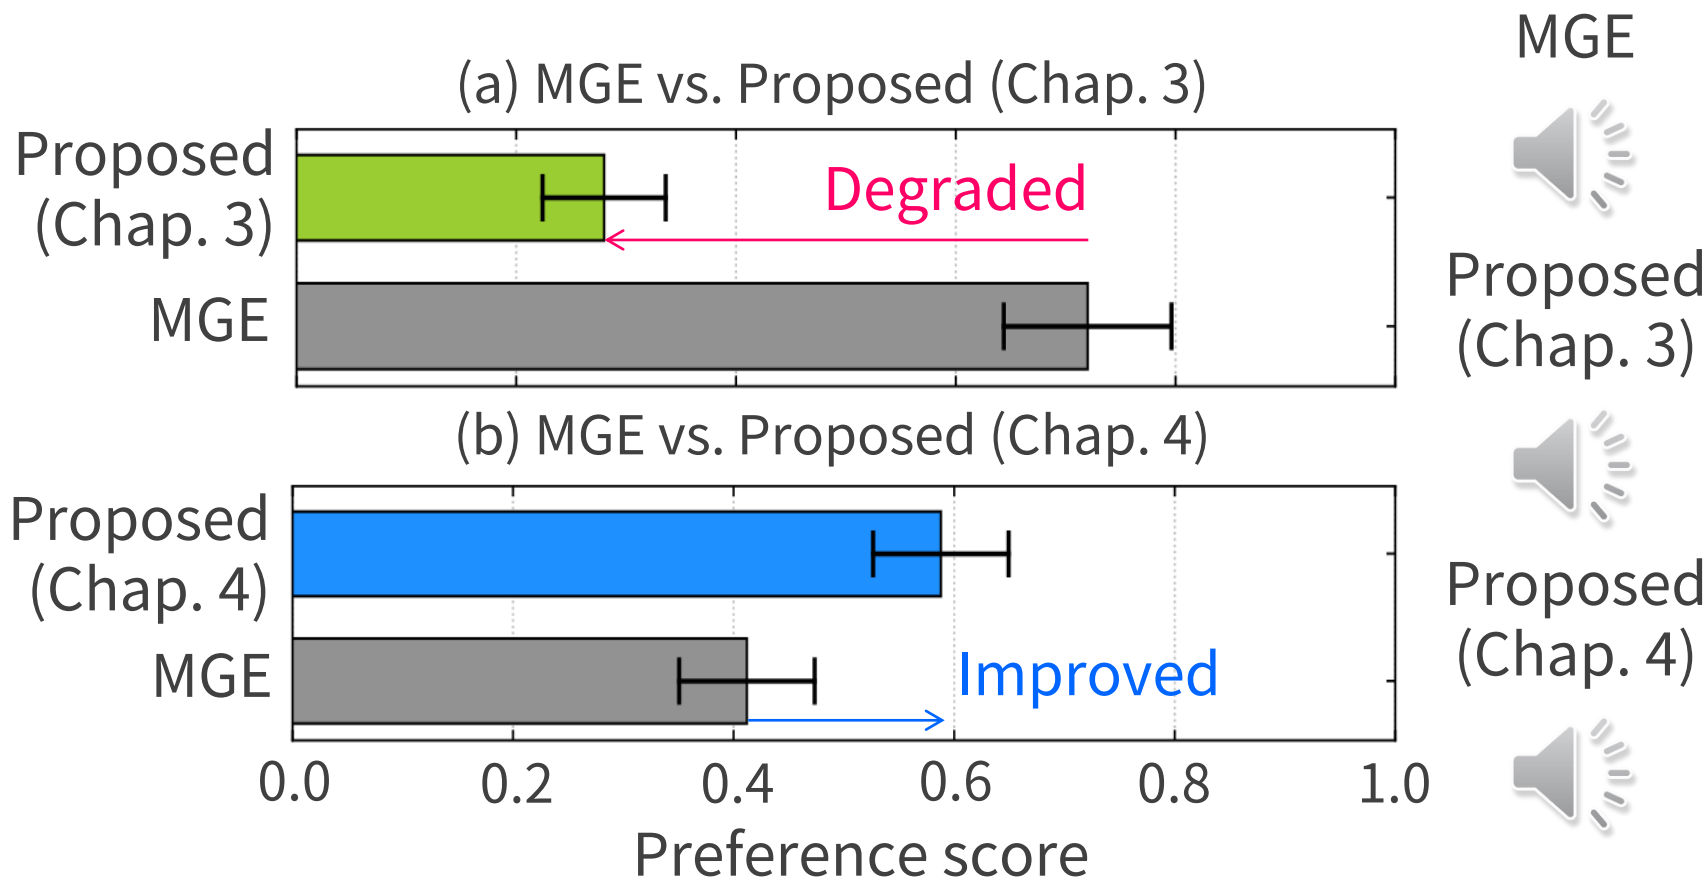 (a) MGE vs. Proposed (Chap. 3)
Proposed
(Chap. 3)
Degraded
MGE
(b) MGE vs. Proposed (Chap. 4)
Proposed
(Chap. 4)
MGE
Improved
0.0 0.2 0.4 0.6 0.8 1.0
Preference score
MGE
Proposed
(Chap. 3)
Proposed
(Chap. 4)